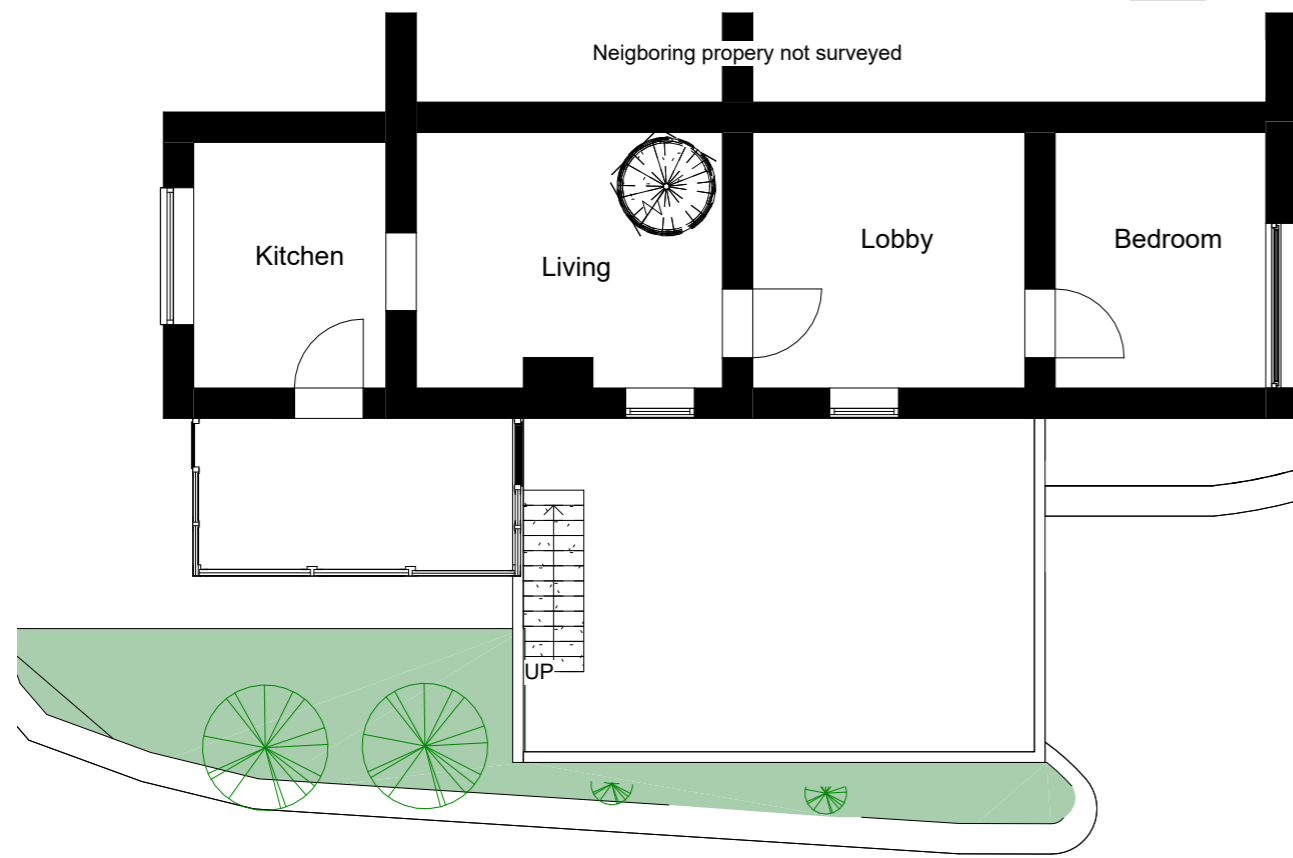 Neigboring propery not surveyed
Kitchen
Living
Lobby
Bedroom
UP